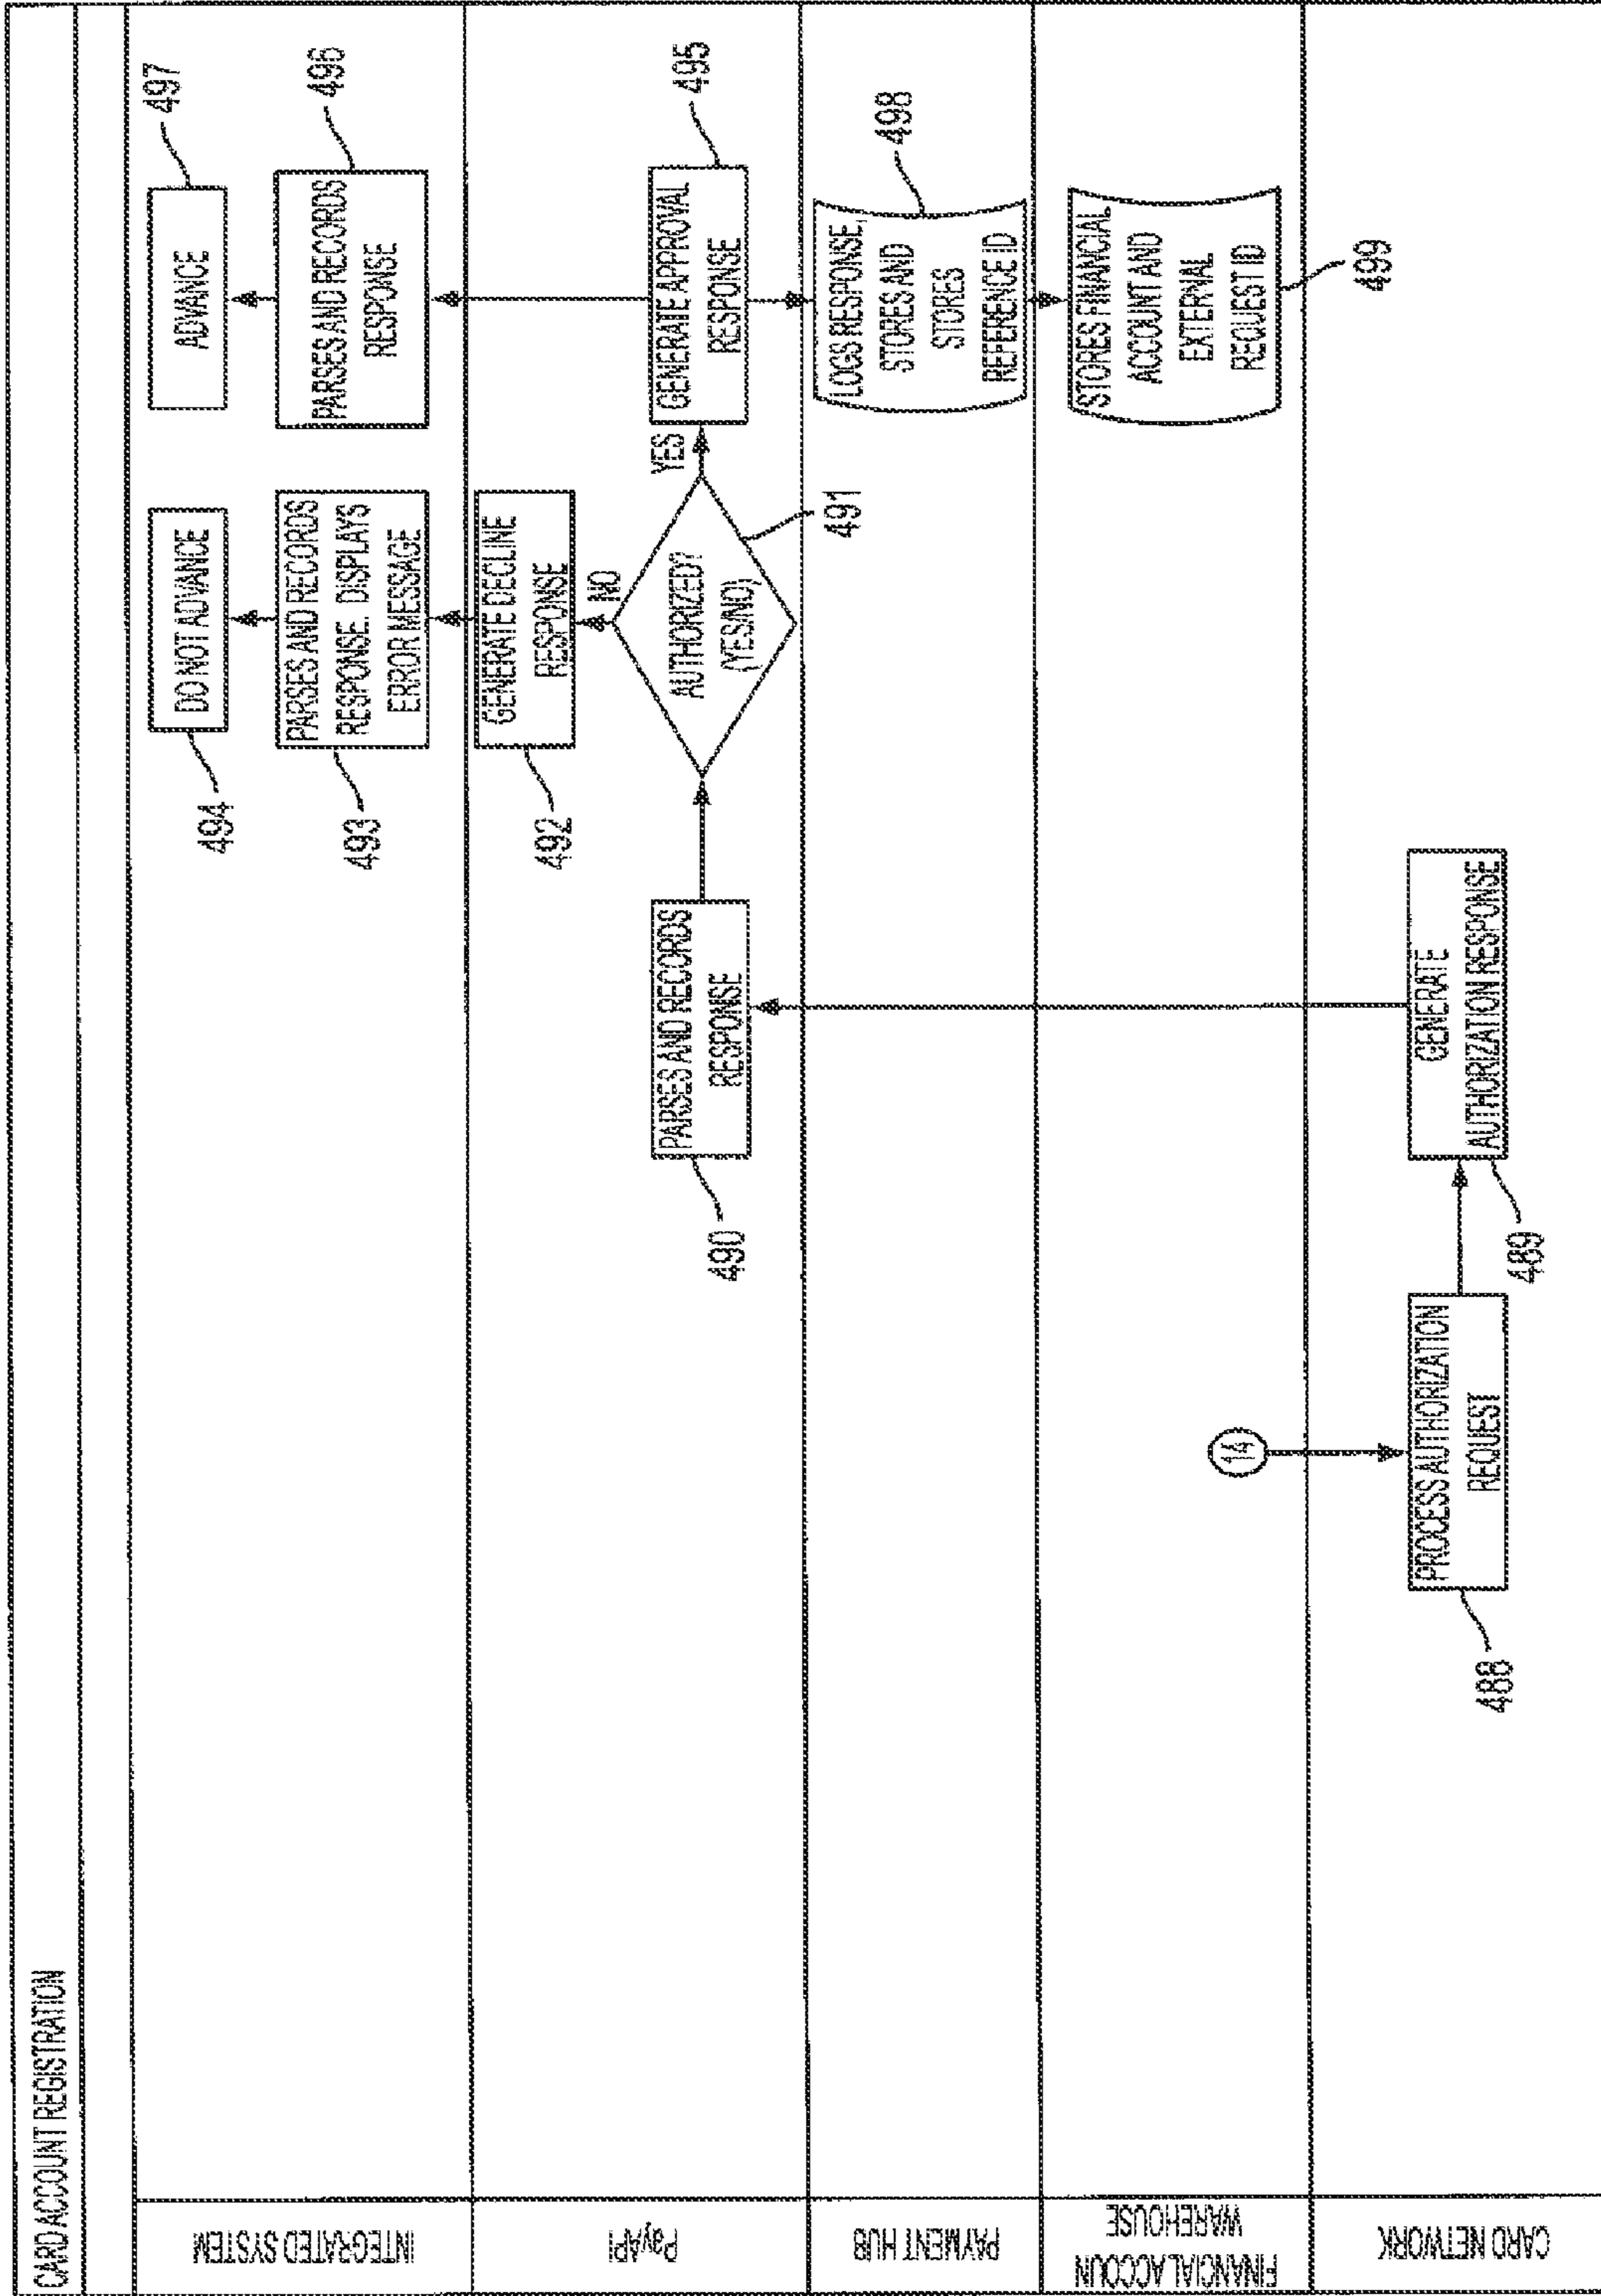 CARD ACCOUNT REGISTRATION
INTEGRATED SYSTEM
DO NOT ADVANCE
494
ADVANCE
497
PARSES AND RECORDS
RESPONSE. DISPLAYS
ERROR MESSAGE
493
PARSES AND RECORDS
RESPONSE
496
PayAPI
GENERATE DECLINE
RESPONSE
492
NO
PARSES AND RECORDS
RESPONSE
490
AUTHORIZED?
(YES/NO)
491
YES
GENERATE APPROVAL
RESPONSE
495
PAYMENT HUB
LOGS RESPONSE,
STORES AND
STORES
REFERENCE ID
498
FINANCIAL ACCOUN
WAREHOUSE
STORES FINANCIAL
ACCOUNT AND
EXTERNAL
REQUEST ID
499
1A
CARD NETWORK
PROCESS AUTHORIZATION
REQUEST
488
GENERATE
AUTHORIZATION RESPONSE
489